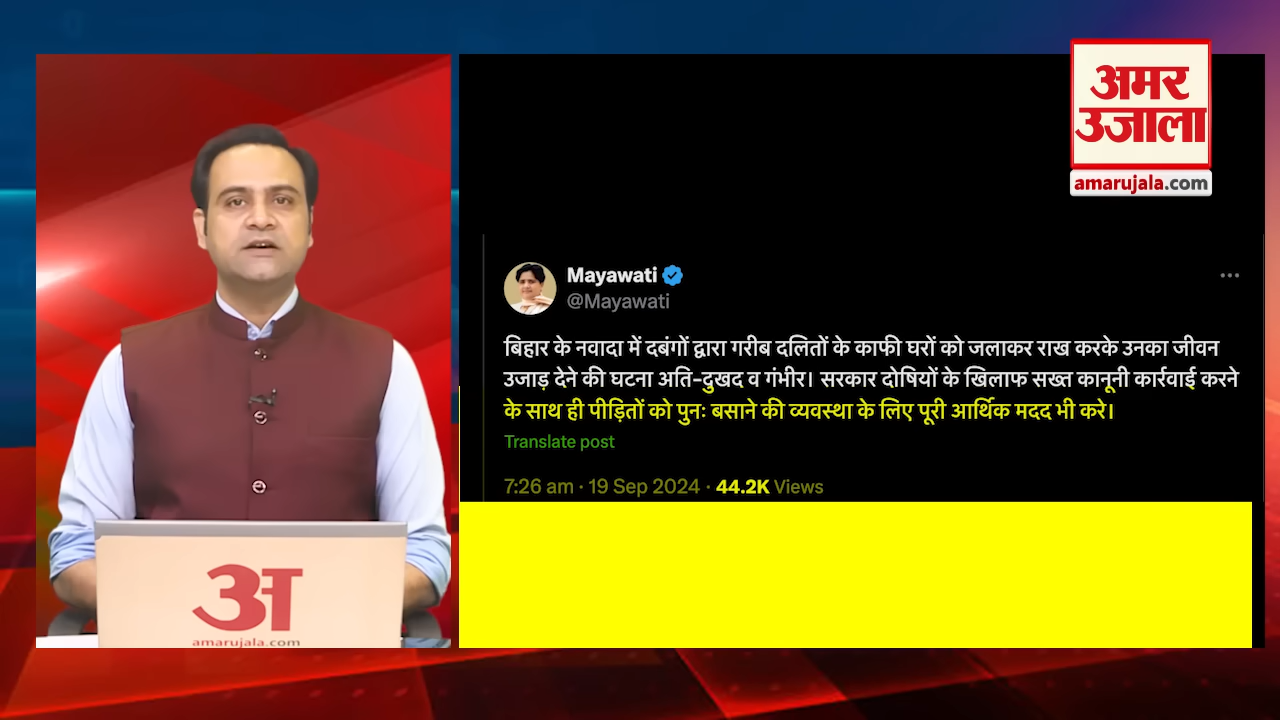 अमर
उजाला
amarujala.com
Mayawati
@Mayawati
बिहार के नवादा में दबंगों द्वारा गरीब दलितों के काफी घरों को जलाकर राख करके उनका जीवन
उजाड़ देने की घटना अति-दुखद व गंभीर। सरकार दोषियों के खिलाफ सख्त कानूनी कार्रवाई करने
के साथ ही पीड़ितों को पुनः बसाने की व्यवस्था के लिए पूरी आर्थिक मदद भी करे।
Translate post
7:26 am · 19 Sep 2024 · 44.2K Views
अ
amarujala.com